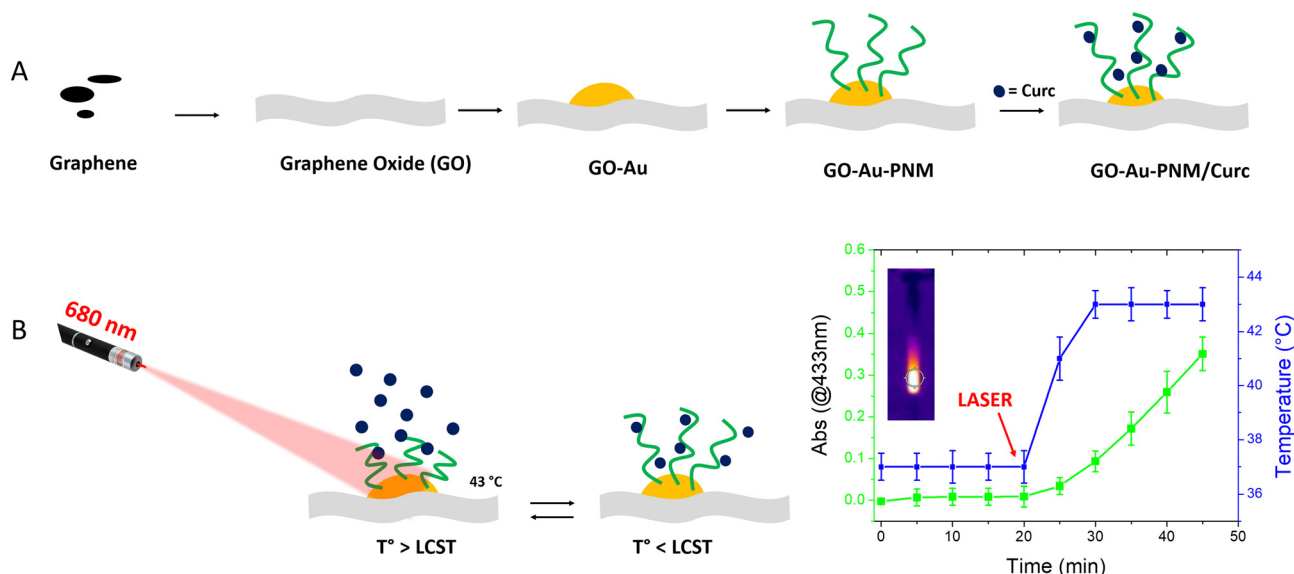 A
Graphene
Graphene Oxide (GO)
GO-Au
GO-Au-PNM
= Curc
GO-Au-PNM/Curc
B
680 nm
43 °C
T° > LCST
T° < LCST
Abs (@433nm)
0.6
0.5
0.4
0.3
0.2
0.1
0.0
LASER
44
42
40
38
36
Temperature (°C)
0 10 20 30 40 50
Time (min)